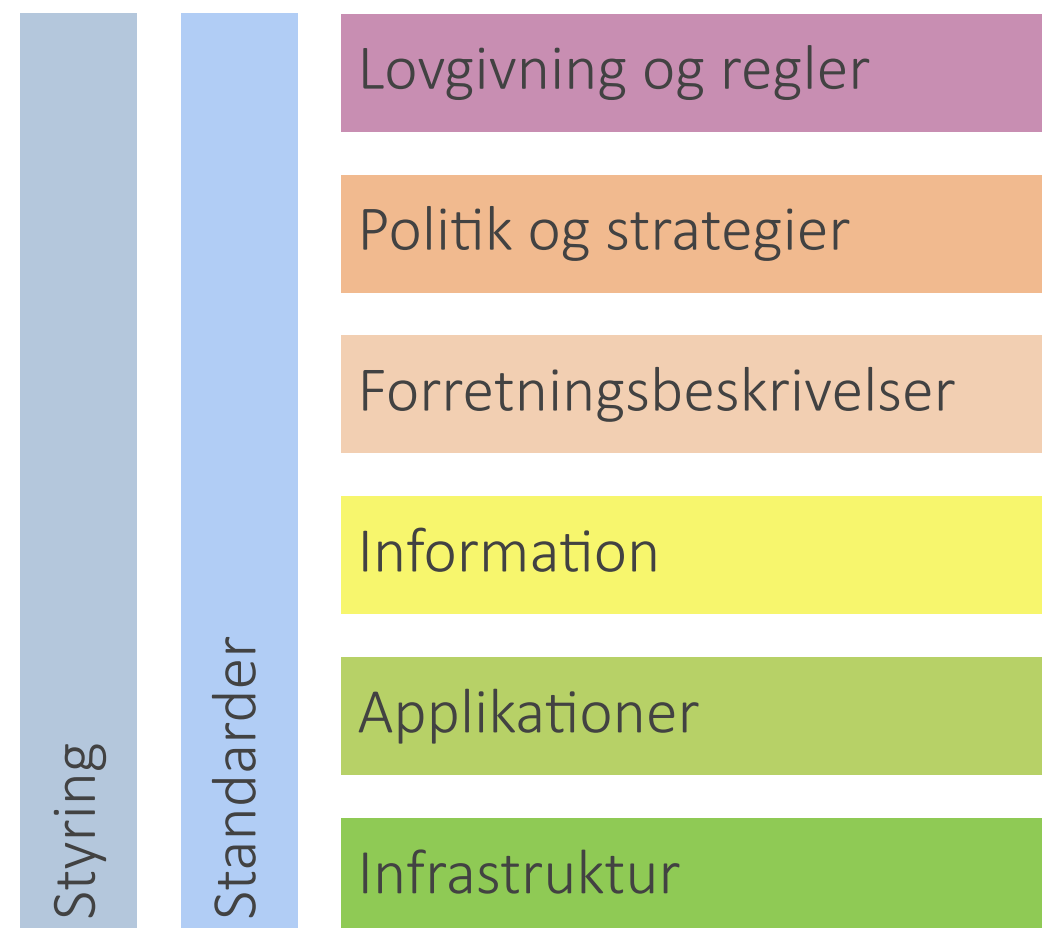 Styring
Standarder
Lovgivning og regler
Politik og strategier
Forretningsbeskrivelser
Information
Applikationer
Infrastruktur